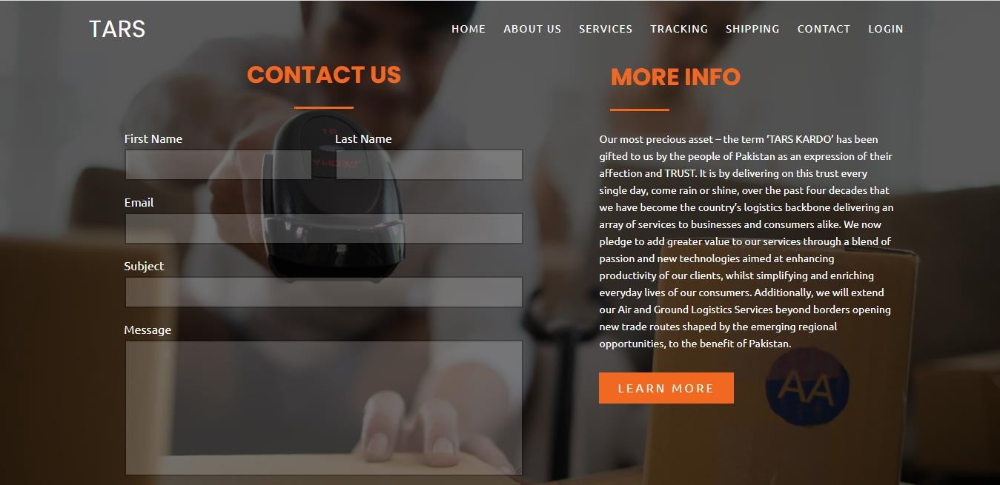 TARS
HOME ABOUT US SERVICES TRACKING SHIPPING CONTACT LOGIN
CONTACT US
First Name Last Name
Email
Subject
Message
MORE INFO
Our most precious asset – the term ‘TARS KARDO’ has been
gifted to us by the people of Pakistan as an expression of their
affection and TRUST. It is by delivering on this trust every
single day, come rain or shine, over the past four decades that
we have become the country’s logistics backbone delivering an
array of services to businesses and consumers alike. We now
pledge to add greater value to our services through a blend of
passion and new technologies aimed at enhancing
productivity of our clients, whilst simplifying and enriching
everyday lives of our consumers. Additionally, we will extend
our Air and Ground Logistics Services beyond borders opening
new trade routes shaped by the emerging regional
opportunities, to the benefit of Pakistan.
LEARN MORE
AA